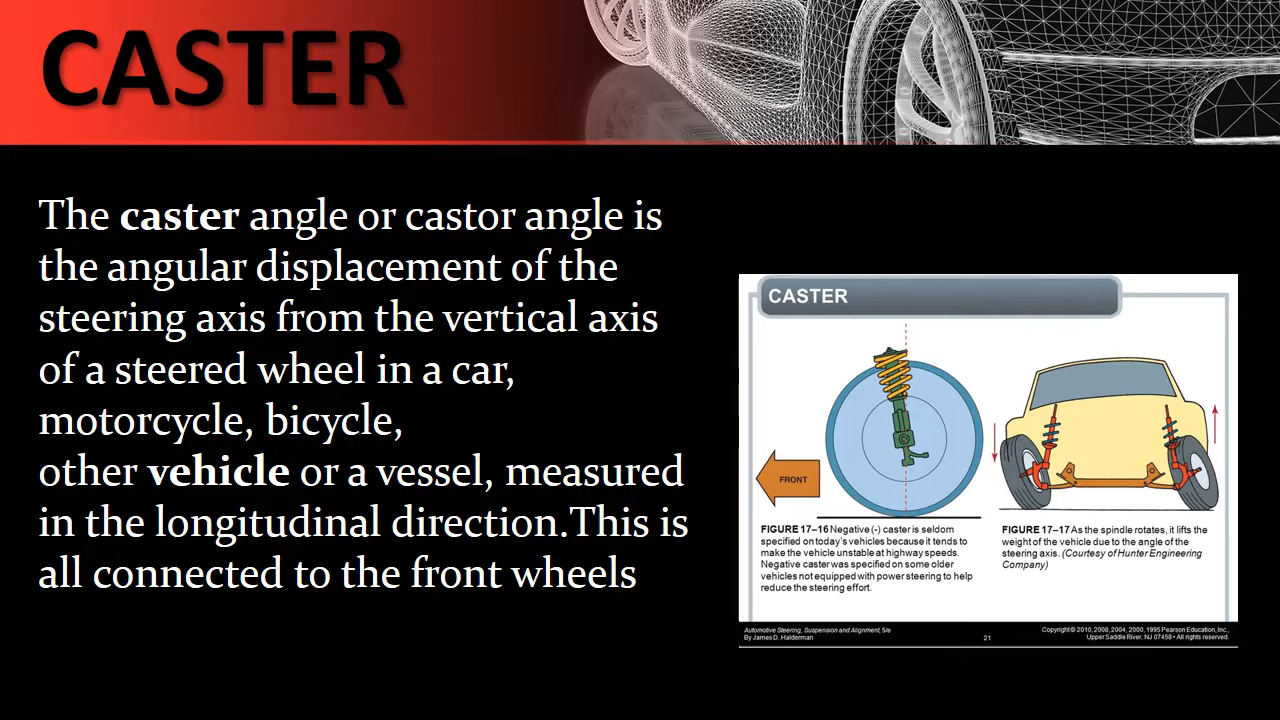 CASTER
The caster angle or castor angle is
the angular displacement of the
steering axis from the vertical axis
of a steered wheel in a car,
motorcycle, bicycle,
other vehicle or a vessel, measured
in the longitudinal direction.This is
all connected to the front wheels
CASTER
FRONT
FIGURE 17–16 Negative (-) caster is seldom
specified on today's vehicles because it tends to
make the vehicle unstable at highway speeds.
Negative caster was specified on some older
vehicles not equipped with power steering to help
reduce the steering effort.
FIGURE 17–17 As the spindle rotates, it lifts the
weight of the vehicle due to the angle of the
steering axis. (Courtesy of Hunter Engineering
Company)
Automotive Steering, Suspension and Alignment, 5/e
By James D. Halderman
21
Copyright © 2010, 2008, 2004, 2000, 1995 Pearson Education, Inc.,
Upper Saddle River, NJ 07458 • All rights reserved.